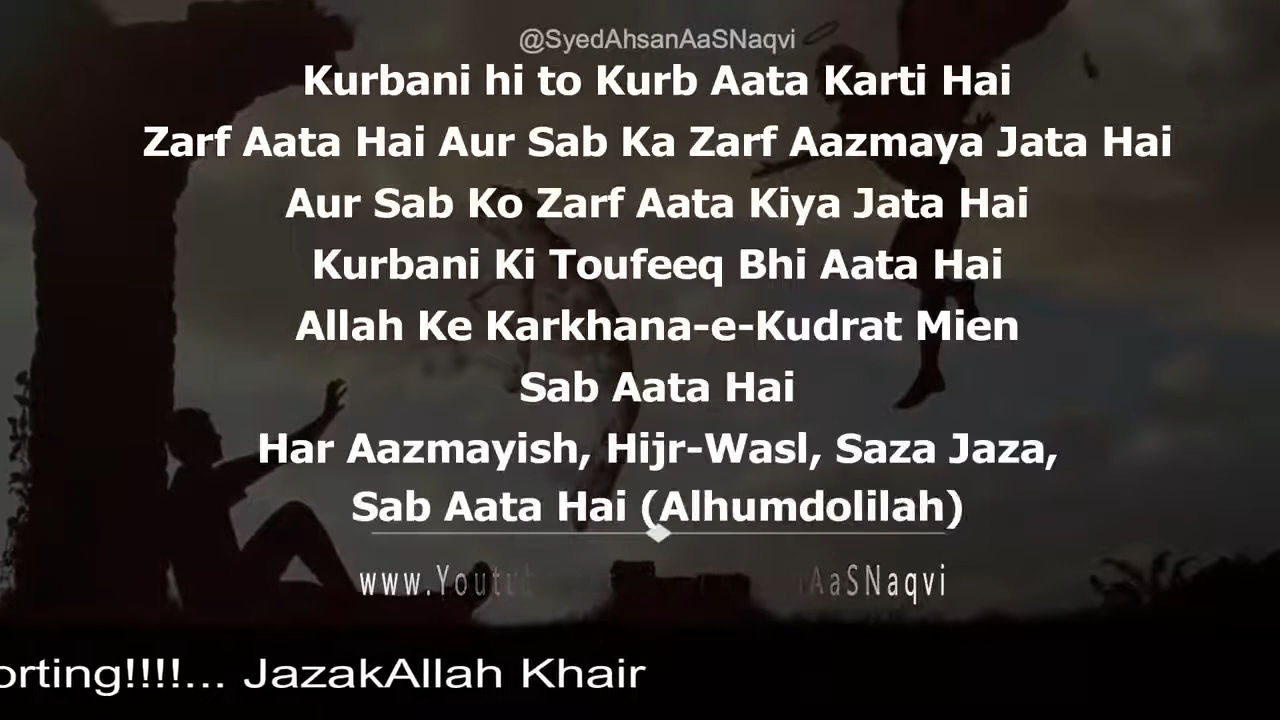 @SyedAhsanAaSNaqvi
Kurbani hi to Kurb Aata Karti Hai
Zarf Aata Hai Aur Sab Ka Zarf Aazmaya Jata Hai
Aur Sab Ko Zarf Aata Kiya Jata Hai
Kurbani Ki Toufeeq Bhi Aata Hai
Allah Ke Karkhana-e-Kudrat Mien
Sab Aata Hai
Har Aazmayish, Hijr-Wasl, Saza Jaza,
Sab Aata Hai (Alhumdolilah)
www.Youtu AaSNaqvi
orting!!!!... JazakAllah Khair